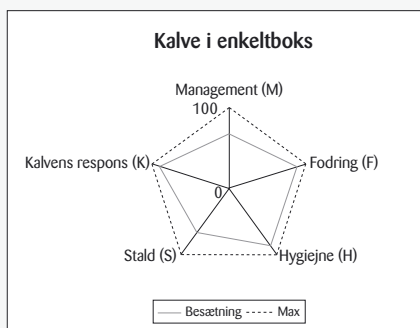 Kalve i enkeltboks
Management (M)
100
Kalvens respons (K)
Fodring (F)
0
Stald (S)
Hygiejne (H)
Besætning
Max